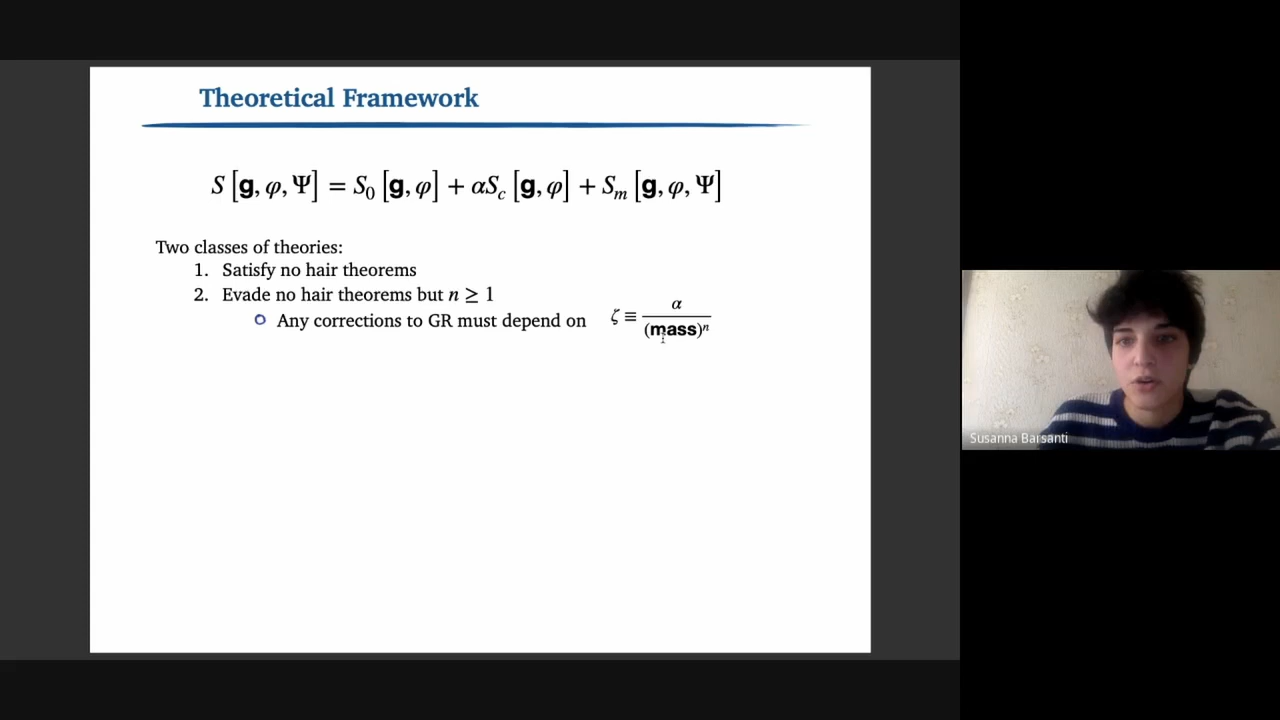 Theoretical Framework
S [g, φ, Ψ] = S₀ [g, φ] + αS_c [g, φ] + S_m [g, φ, Ψ]
Two classes of theories:
1. Satisfy no hair theorems
2. Evade no hair theorems but n ≥ 1
Any corrections to GR must depend on ζ ≡ α / (mass)ⁿ
Susanna Barsanti